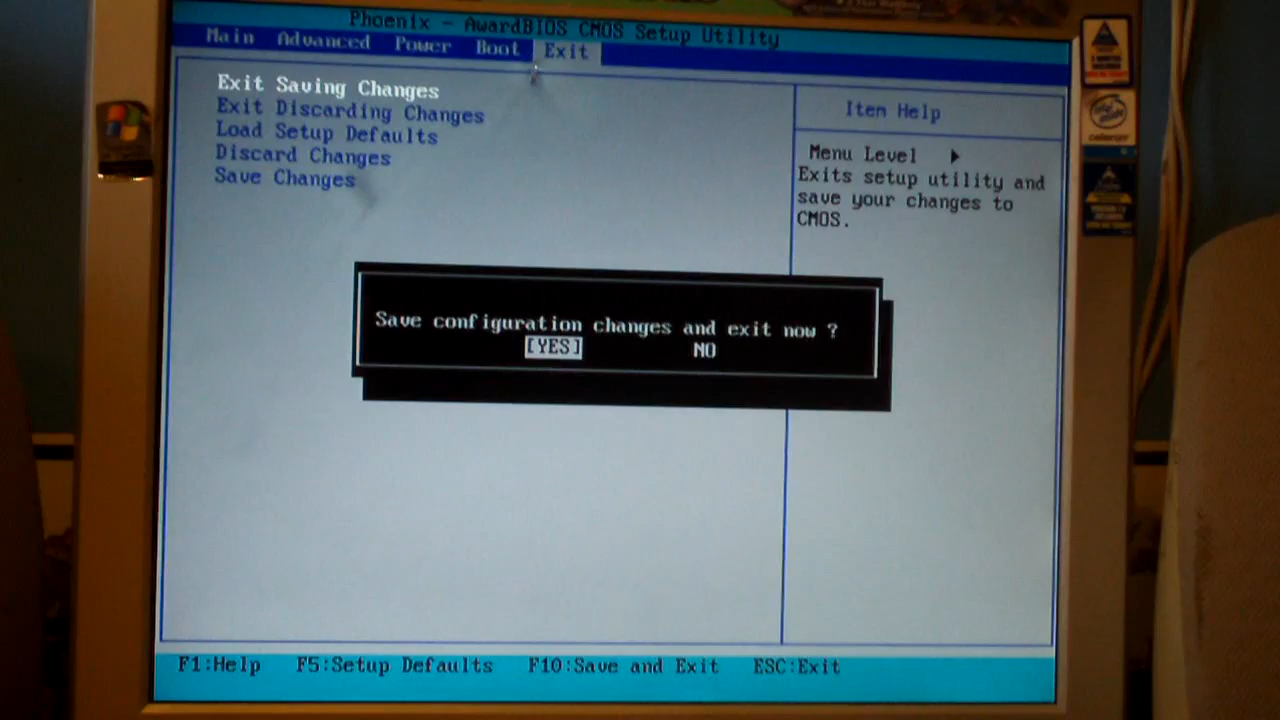 Phoenix - AwardBIOS CMOS Setup Utility
Main Advanced Power Boot Exit
Exit Saving Changes
Exit Discarding Changes
Load Setup Defaults
Discard Changes
Save Changes
Item Help
Menu Level
Exits setup utility and
save your changes to
CMOS.
Save configuration changes and exit now ?
[YES] NO
F1:Help F5:Setup Defaults F10:Save and Exit ESC:Exit